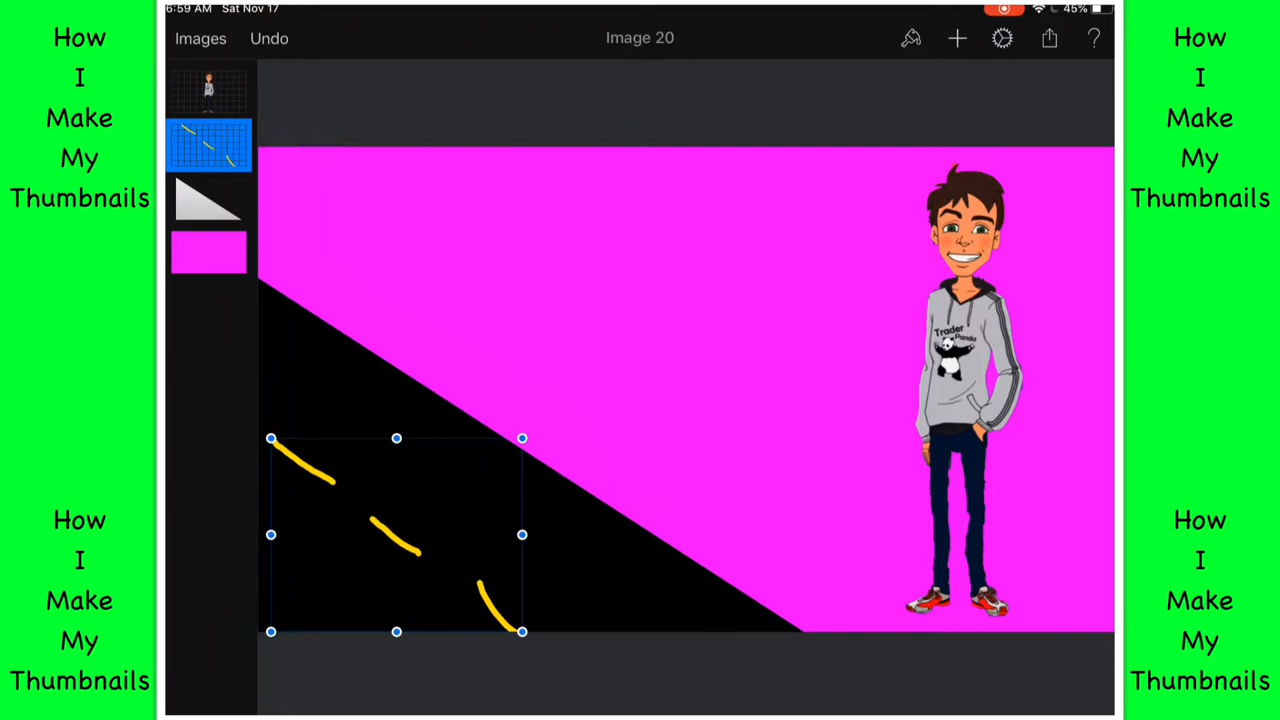 How
I
Make
My
Thumbnails
How
I
Make
My
Thumbnails
6:59 AM Sat Nov 17
45%
Images Undo
Image 20
?
Trader
Panda
How
I
Make
My
Thumbnails
How
I
Make
My
Thumbnails